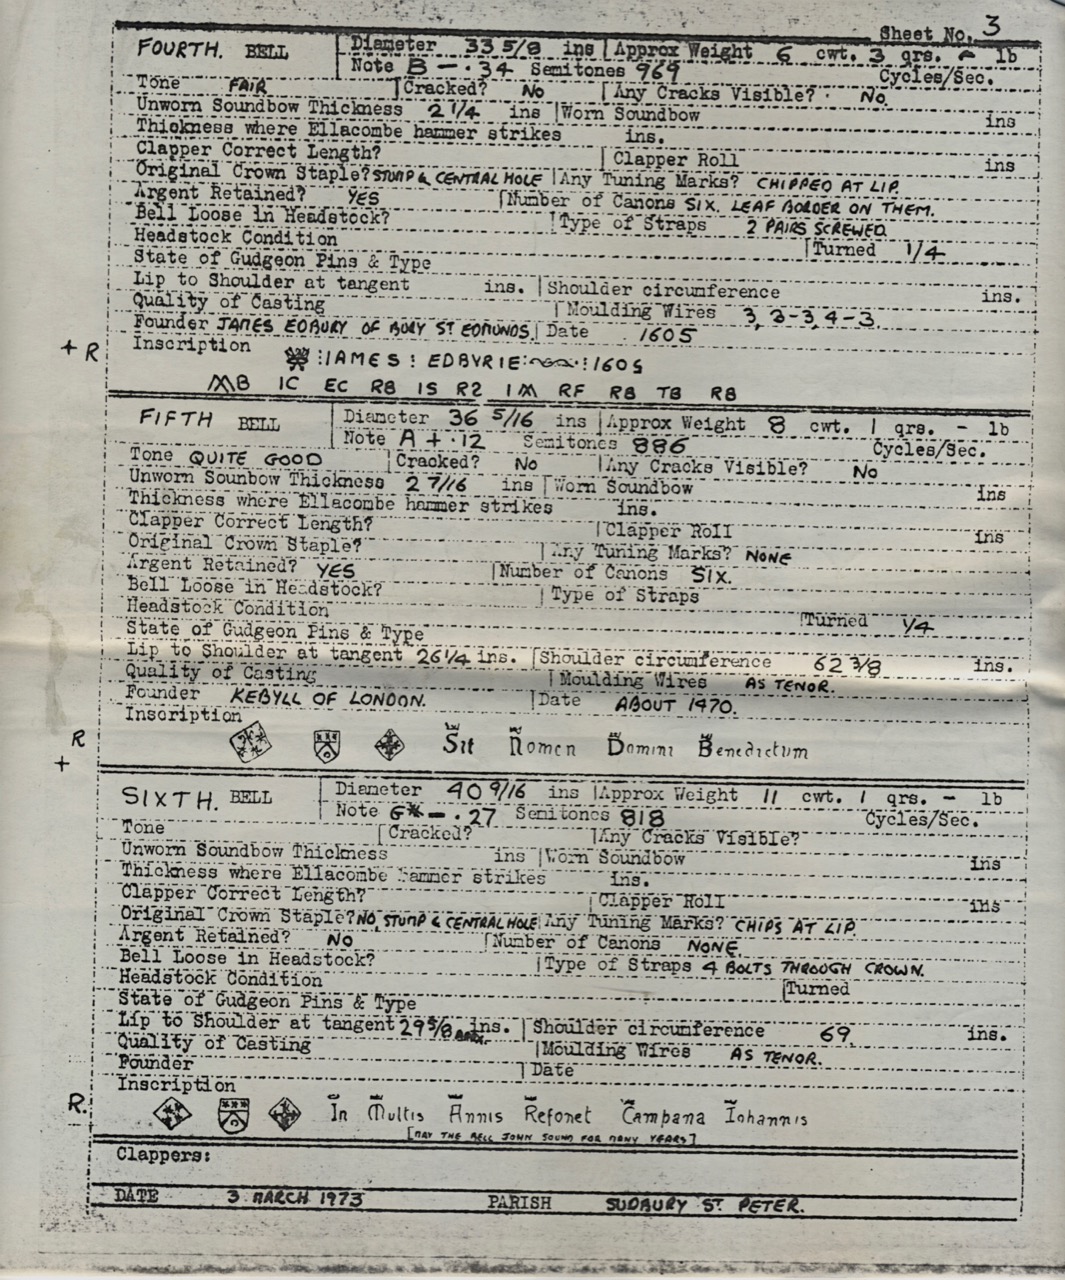 Sheet No. 3
FOURTH. BELL Diameter 33 5/8 ins Approx Weight 6 cwt. 3 qrs. - lb
Note B - .34 Semitones 969 Cycles/Sec.
Tone FAIR Cracked? NO Any Cracks Visible? NO.
Unworn Soundbow Thickness 2 1/4 ins Worn Soundbow ins
Thickness where Ellacombe hammer strikes ins.
Clapper Correct Length? Clapper Roll ins
Original Crown Staple? STUMP & CENTRAL HOLE Any Tuning Marks? CHIPPED AT LIP.
Argent Retained? YES Number of Canons SIX. LEAF BORDER ON THEM.
Bell Loose in Headstock? Type of Straps 2 PAIRS SCREWED
Headstock Condition Turned 1/4
State of Gudgeon Pins & Type
Lip to Shoulder at tangent ins. Shoulder circumference ins.
Quality of Casting Moulding Wires 3, 3-3, 4-3.
Founder JAMES EDBURY OF BURY ST EDMUNDS. Date 1605
+ R Inscription
:IAMES : EDBYRIE: :1605
MB IC EC RB IS R2 IM RF RB TB RB
FIFTH BELL Diameter 36 5/16 ins Approx Weight 8 cwt. 1 qrs. - lb
Note A + .12 Semitones 886 Cycles/Sec.
Tone QUITE GOOD Cracked? NO Any Cracks Visible? NO
Unworn Sounbow Thickness 2 7/16 ins Worn Soundbow ins
Thickness where Ellacombe hammer strikes ins.
Clapper Correct Length? Clapper Roll ins
Original Crown Staple? Any Tuning Marks? NONE
Argent Retained? YES Number of Canons SIX.
Bell Loose in Headstock? Type of Straps
Headstock Condition Turned 1/4
State of Gudgeon Pins & Type
Lip to Shoulder at tangent 26 1/4 ins. Shoulder circumference 62 3/8 ins.
Quality of Casting Moulding Wires AS TENOR.
Founder KEBYLL OF LONDON. Date ABOUT 1470.
Inscription
R + Sit Nomen Domini Benedictum
SIXTH. BELL Diameter 40 9/16 ins Approx Weight 11 cwt. 1 qrs. - lb
Note G# - .27 Semitones 818 Cycles/Sec.
Tone Cracked? Any Cracks Visible?
Unworn Soundbow Thickness ins Worn Soundbow ins
Thickness where Ellacombe hammer strikes ins.
Clapper Correct Length? Clapper Roll ins
Original Crown Staple? NO, STUMP & CENTRAL HOLE Any Tuning Marks? CHIPS AT LIP.
Argent Retained? NO Number of Canons NONE.
Bell Loose in Headstock? Type of Straps 4 BOLTS THROUGH CROWN.
Headstock Condition Turned
State of Gudgeon Pins & Type
Lip to Shoulder at tangent 29 5/8 ins. Shoulder circumference 69. ins.
Quality of Casting Moulding Wires AS TENOR.
Founder Date
Inscription
R. In Multis Annis Resonet Campana Iohannis
[MAY THE BELL JOHN SOUND FOR MANY YEARS]
Clappers:
DATE 3 MARCH 1973 PARISH SUDBURY ST. PETER.